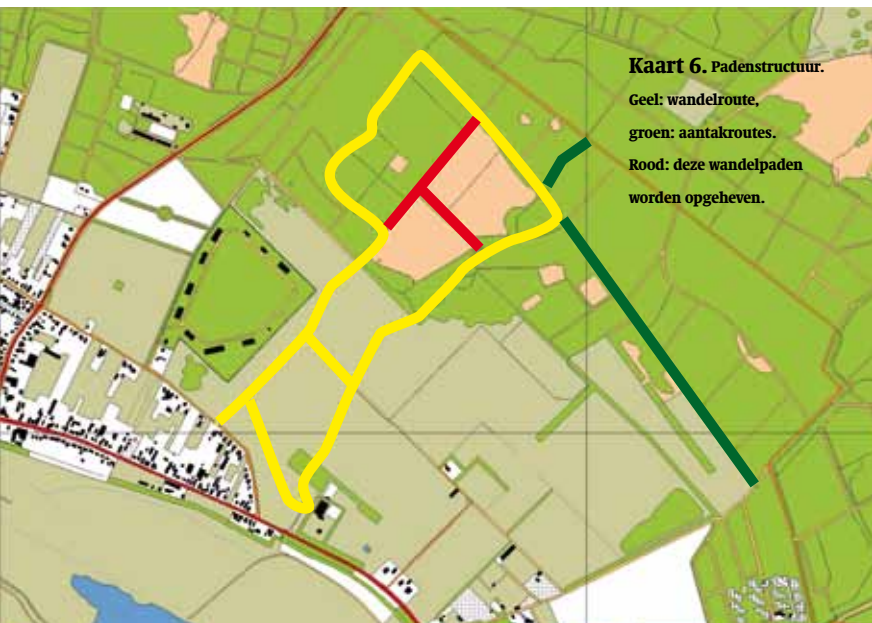 Kaart 6. Padenstructuur.
Geel: wandelroute,
groen: aantakroutes.
Rood: deze wandelpaden
worden opgeheven.